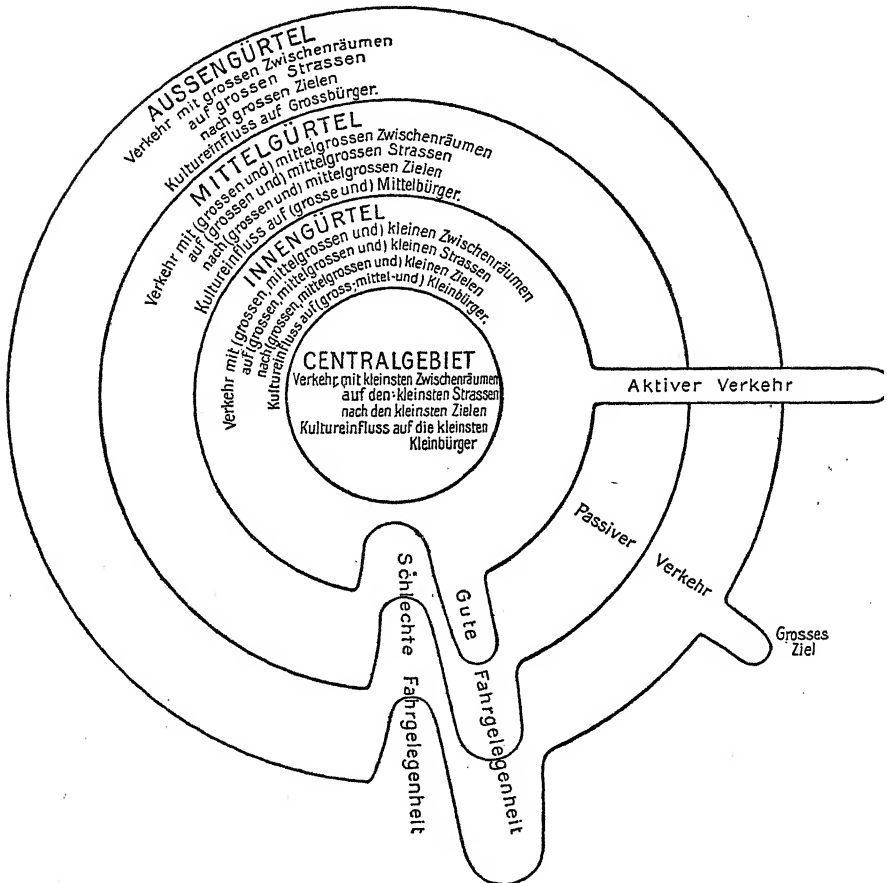 AUSSENGÜRTEL
Verkehr mit grossen Zwischenräumen
auf grossen Strassen
nach grossen Zielen
Kultureinfluss auf Grossbürger.
MITTELGÜRTEL
Verkehr mit (grossen und) mittelgrossen Zwischenräumen
auf (grossen und) mittelgrossen Strassen
nach (grossen und) mittelgrossen Zielen
Kultureinfluss auf (grosse und) Mittelbürger.
INNENGÜRTEL
Verkehr mit (grossen, mittelgrossen und) kleinen Zwischenräumen
auf (grossen, mittelgrossen und) kleinen Strassen
nach (grossen, mittelgrossen und) kleinen Zielen
Kultureinfluss auf (gross-, mittel- und) Kleinbürger.
CENTRALGEBIET
Verkehr mit kleinsten Zwischenräumen
auf den kleinsten Strassen
nach den kleinsten Zielen
Kultureinfluss auf die kleinsten
Kleinbürger
Aktiver Verkehr
Passiver Verkehr
Grosses
Ziel
Schlechte Fahrgelegenheit
Gute Fahrgelegenheit